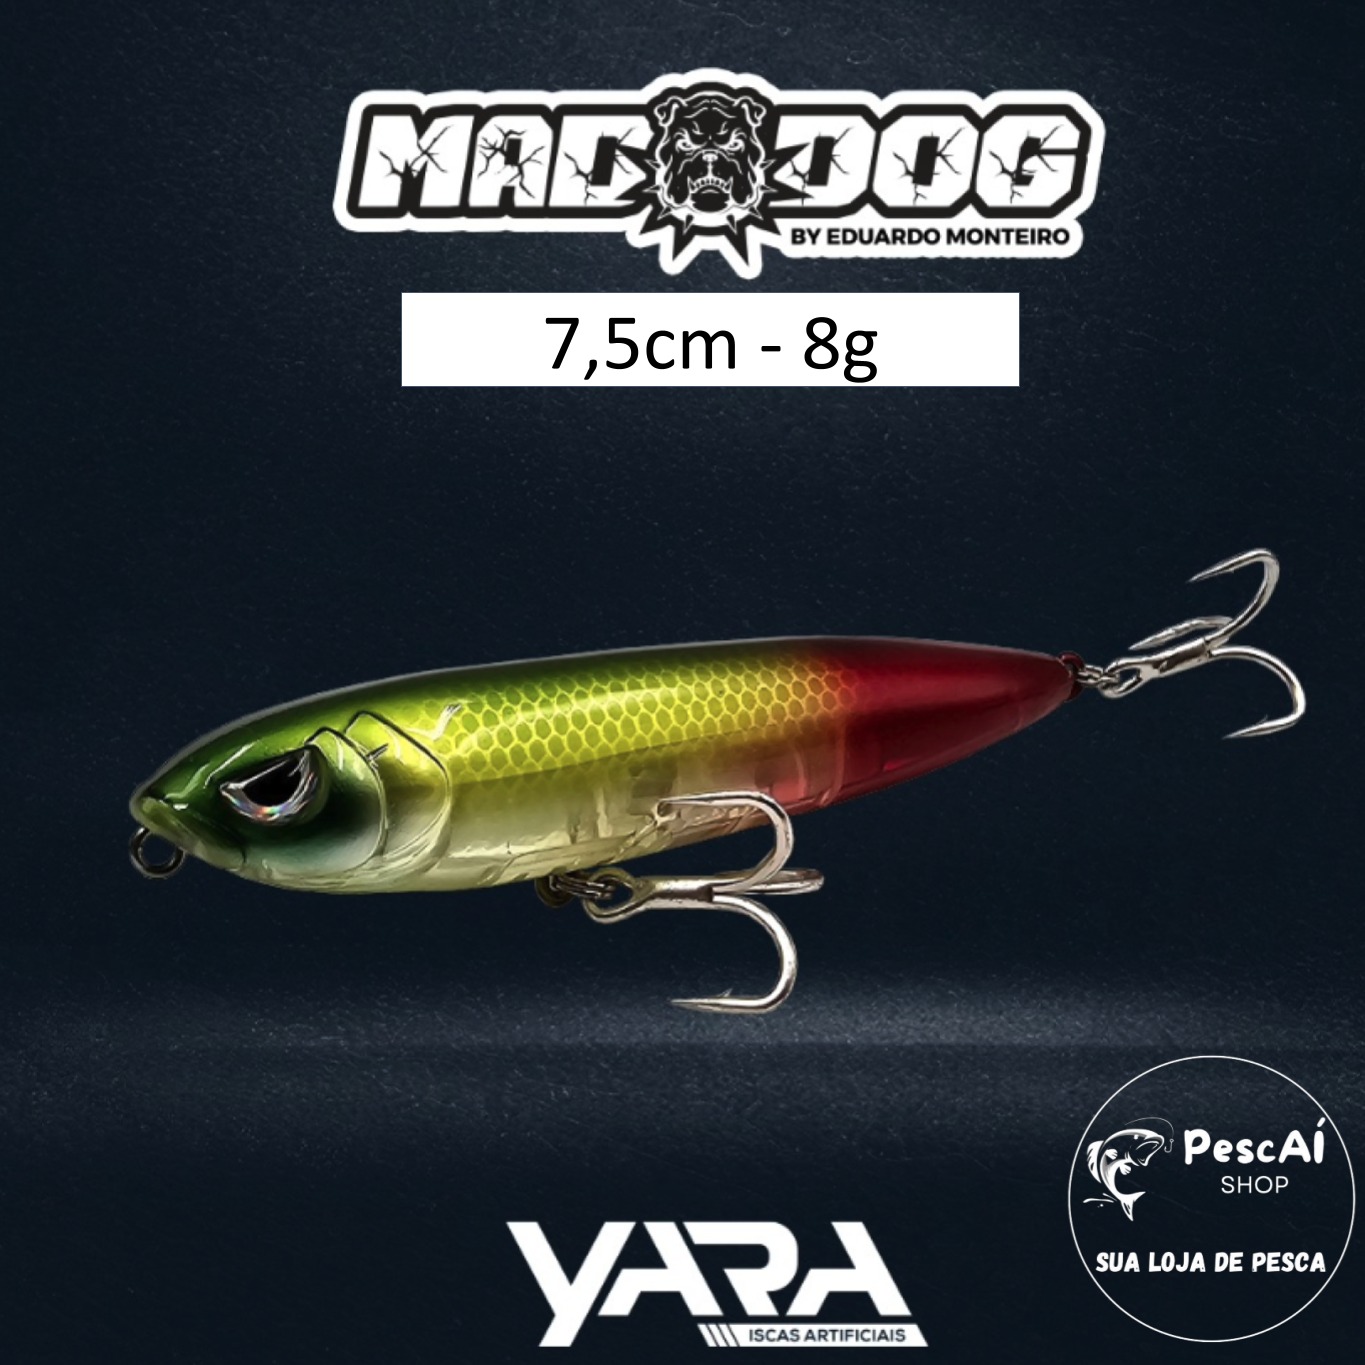 MAD DOG
BY EDUARDO MONTEIRO
7,5cm - 8g
PescAÍ
SHOP
SUA LOJA DE PESCA
YARA
ISCAS ARTIFICIAIS